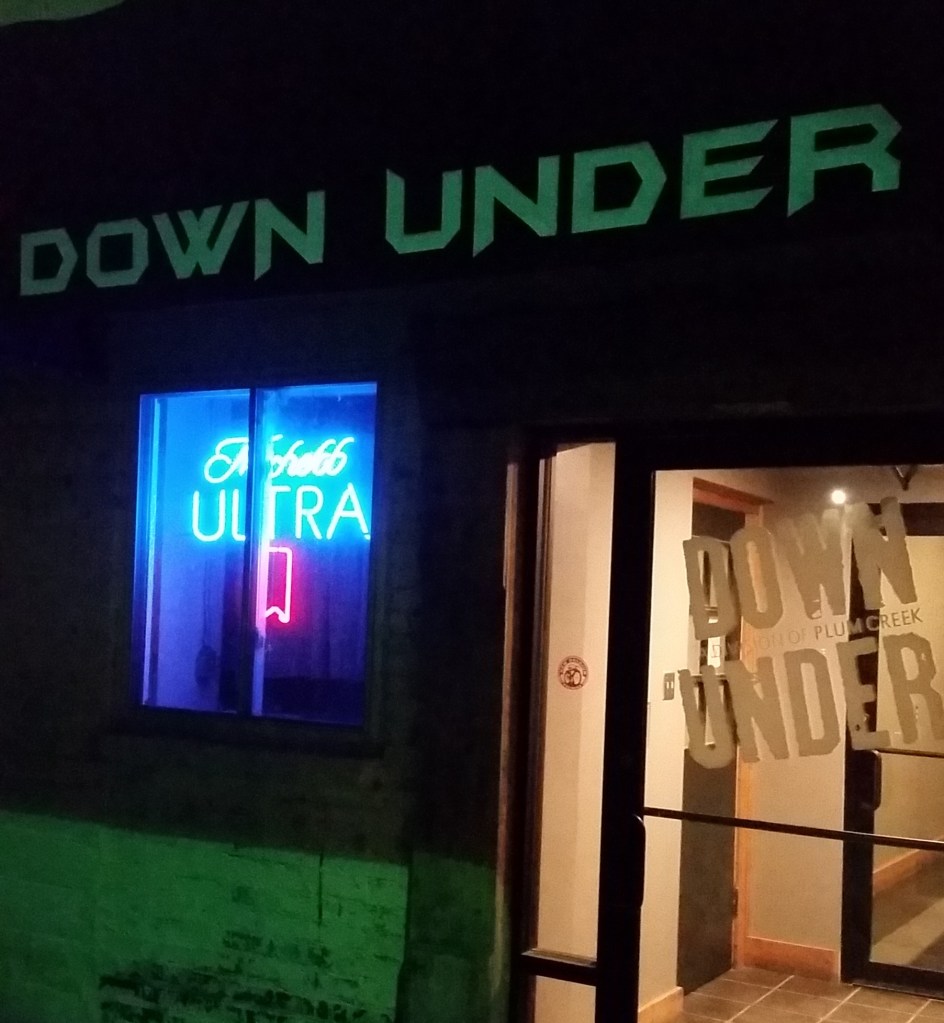 DOWN UNDER
Michelob
ULTRA
DOWN
A DIVISION OF PLUM CREEK
UNDER